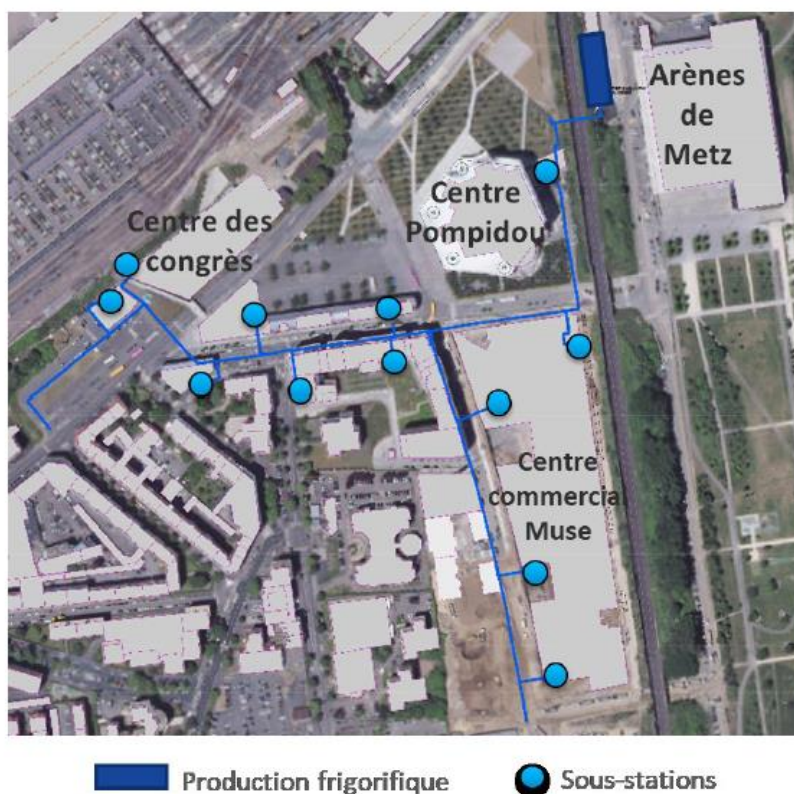 Arènes
de
Metz
Centre
Pompidou
Centre des
congrès
Centre
commercial
Muse
Production frigorifique
Sous-stations